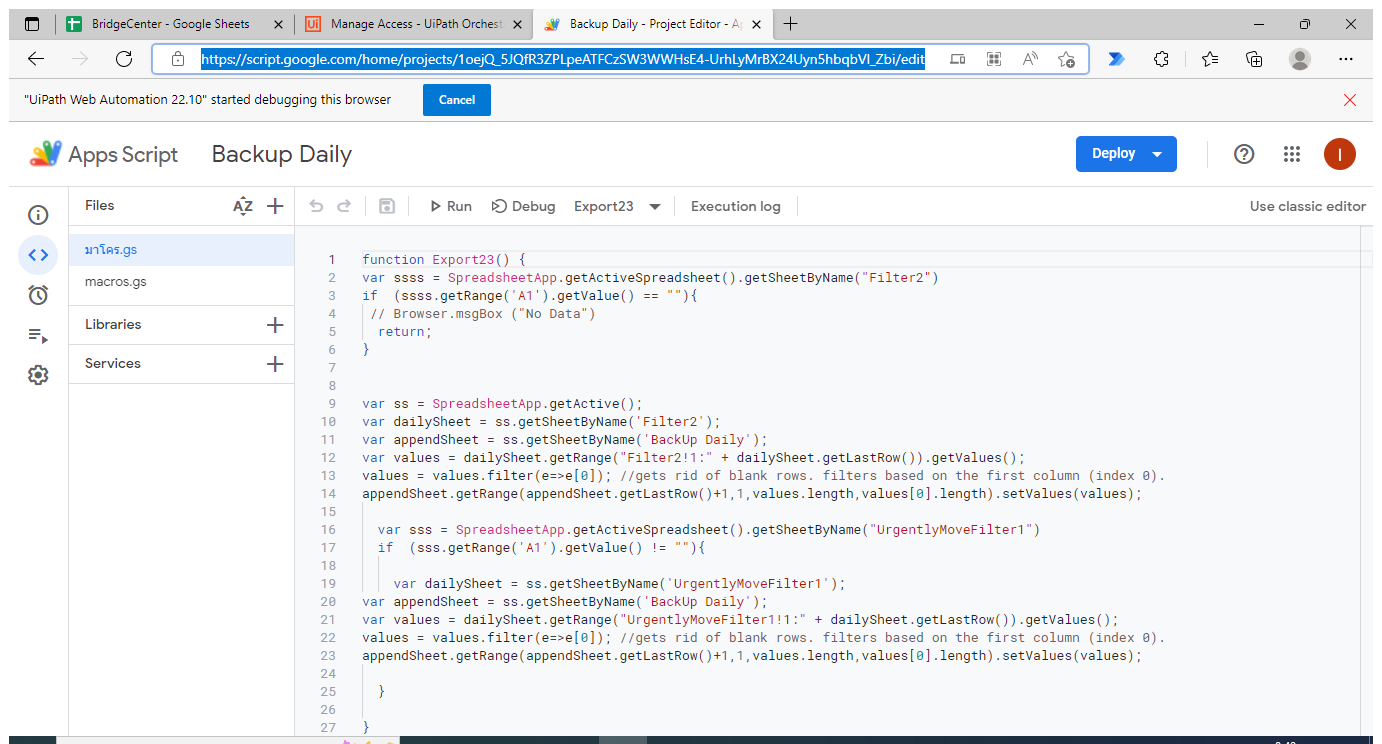 BridgeCenter - Google Sheets
Manage Access - UiPath Orchest
Backup Daily - Project Editor - A
https://script.google.com/home/projects/1oejQ_5JQfR3ZPLpeATFCzSW3WWHsE4-UrhLyMrBX24Uyn5hbqbVl_Zbi/edit
"UiPath Web Automation 22.10" started debugging this browser
Cancel
Apps Script
Backup Daily
Deploy
I
Files
AZ
Run
Debug
Export23
Execution log
Use classic editor
มาโคร.gs
macros.gs
Libraries
Services
1 function Export23() {
2 var ssss = SpreadsheetApp.getActiveSpreadsheet().getSheetByName("Filter2")
3 if  (ssss.getRange('A1').getValue() == ""){
4 // Browser.msgBox ("No Data")
5 return;
6 }
7
8
9 var ss = SpreadsheetApp.getActive();
10 var dailySheet = ss.getSheetByName('Filter2');
11 var appendSheet = ss.getSheetByName('BackUp Daily');
12 var values = dailySheet.getRange("Filter2!1:" + dailySheet.getLastRow()).getValues();
13 values = values.filter(e=>e[0]); //gets rid of blank rows. filters based on the first column (index 0).
14 appendSheet.getRange(appendSheet.getLastRow()+1,1,values.length,values[0].length).setValues(values);
15
16 var sss = SpreadsheetApp.getActiveSpreadsheet().getSheetByName("UrgentlyMoveFilter1")
17 if  (sss.getRange('A1').getValue() != ""){
18
19 var dailySheet = ss.getSheetByName('UrgentlyMoveFilter1');
20 var appendSheet = ss.getSheetByName('BackUp Daily');
21 var values = dailySheet.getRange("UrgentlyMoveFilter1!1:" + dailySheet.getLastRow()).getValues();
22 values = values.filter(e=>e[0]); //gets rid of blank rows. filters based on the first column (index 0).
23 appendSheet.getRange(appendSheet.getLastRow()+1,1,values.length,values[0].length).setValues(values);
24
25 }
26
27 }